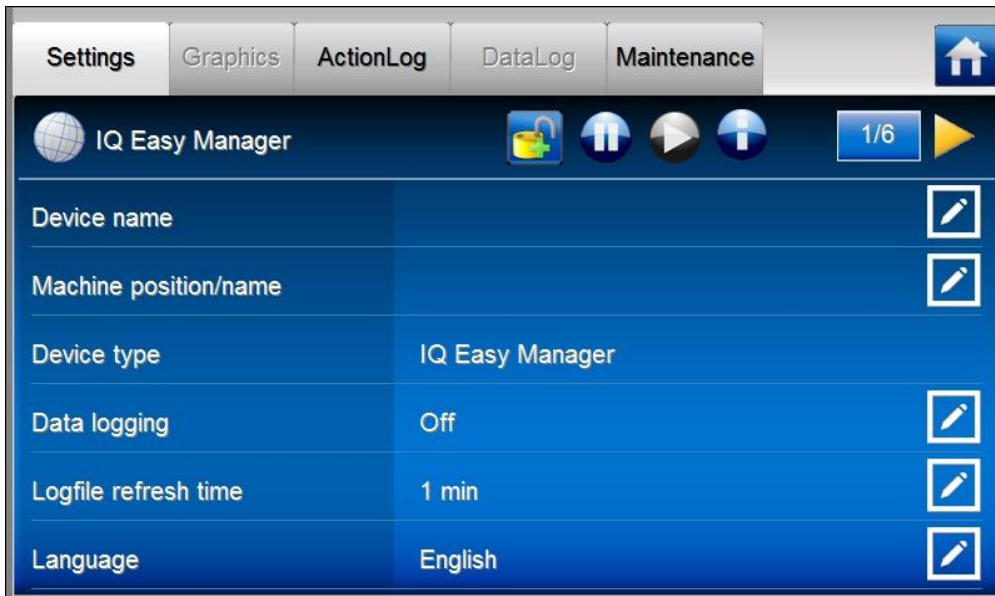 Settings Graphics ActionLog DataLog Maintenance
IQ Easy Manager 1/6
Device name
Machine position/name
Device type IQ Easy Manager
Data logging Off
Logfile refresh time 1 min
Language English